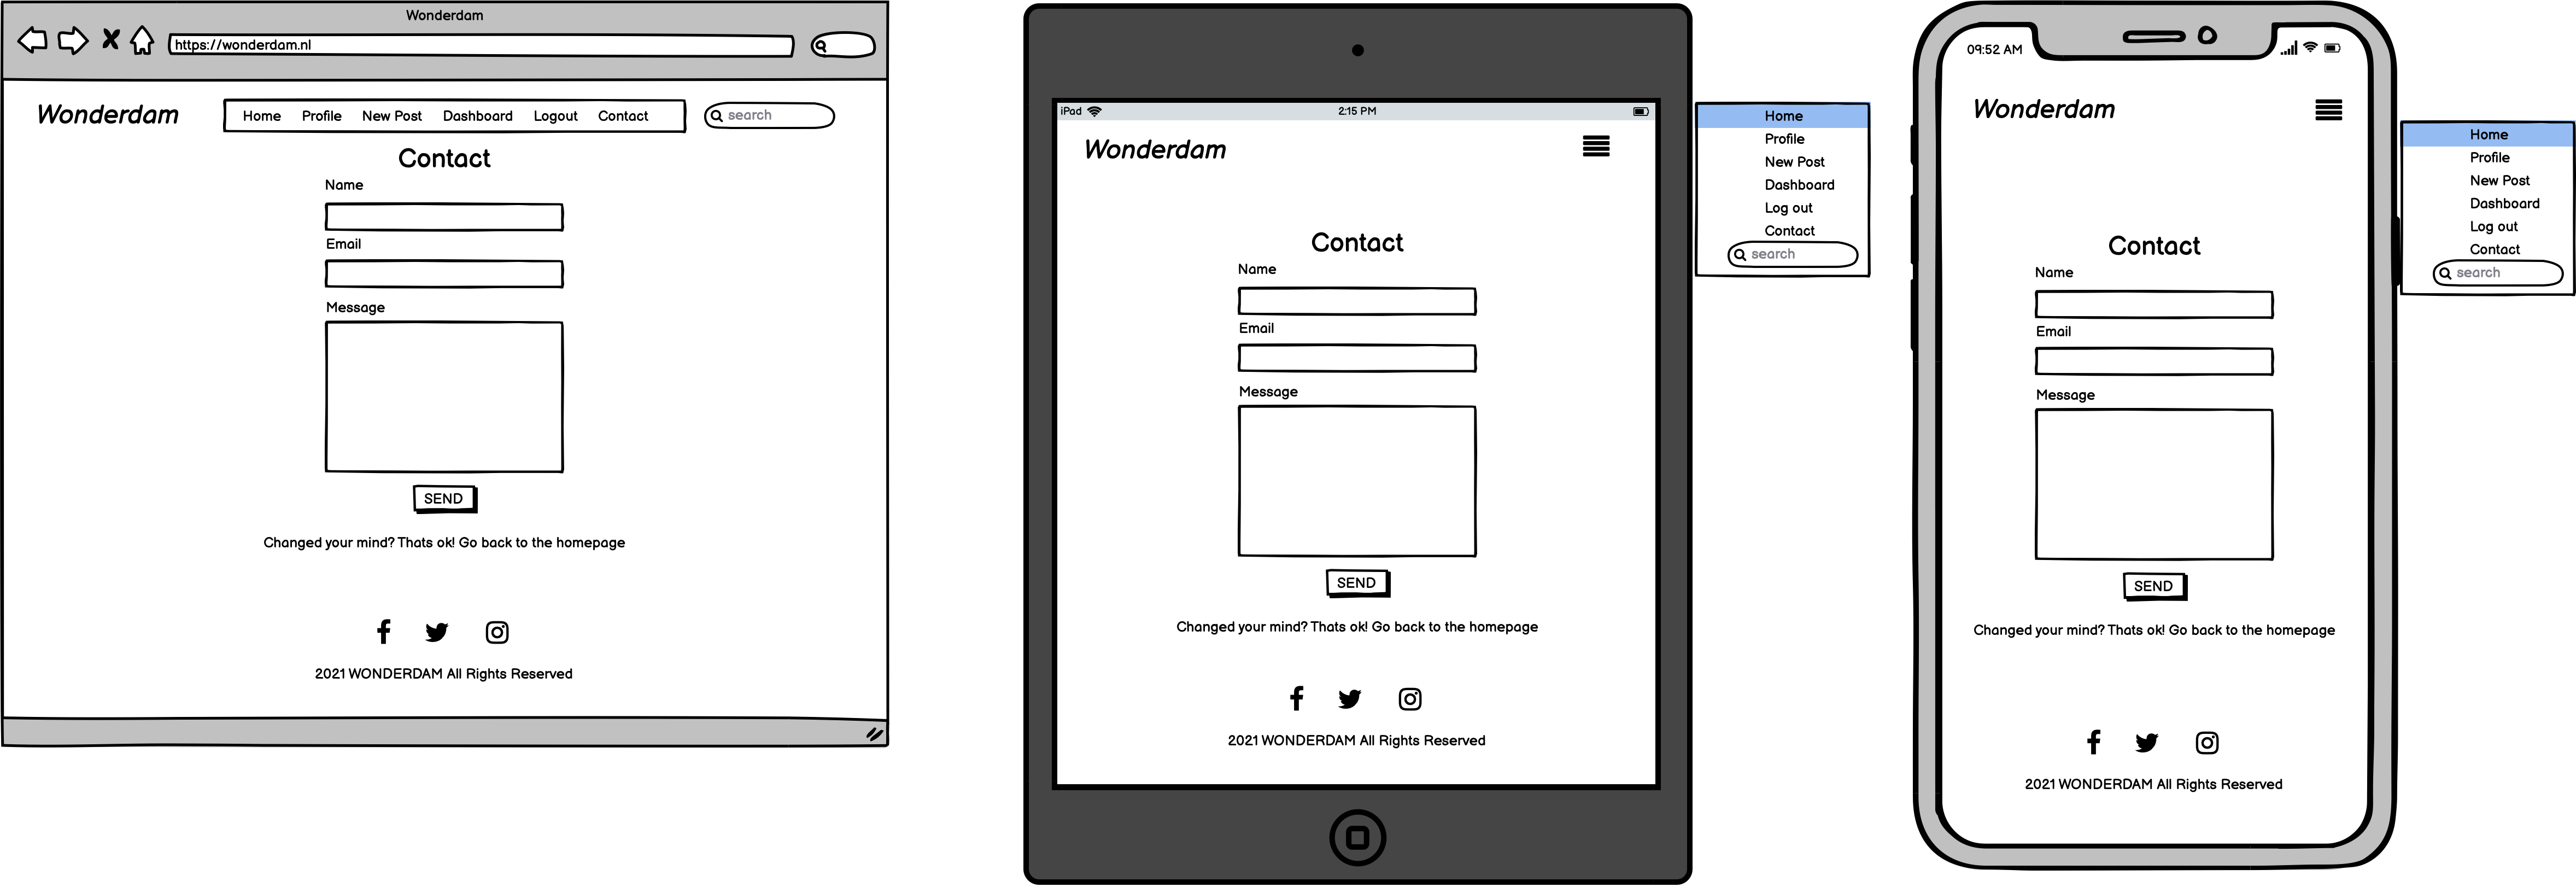 Wonderdam
https://wonderdam.nl
Wonderdam
Home Profile New Post Dashboard Logout Contact
search
Contact
Name
Email
Message
SEND
Changed your mind? Thats ok! Go back to the homepage
2021 WONDERDAM All Rights Reserved
iPad 2:15 PM
Wonderdam
Contact
Name
Email
Message
SEND
Changed your mind? Thats ok! Go back to the homepage
2021 WONDERDAM All Rights Reserved
Home
Profile
New Post
Dashboard
Log out
Contact
search
09:52 AM
Wonderdam
Contact
Name
Email
Message
SEND
Changed your mind? Thats ok! Go back to the homepage
2021 WONDERDAM All Rights Reserved
Home
Profile
New Post
Dashboard
Log out
Contact
search